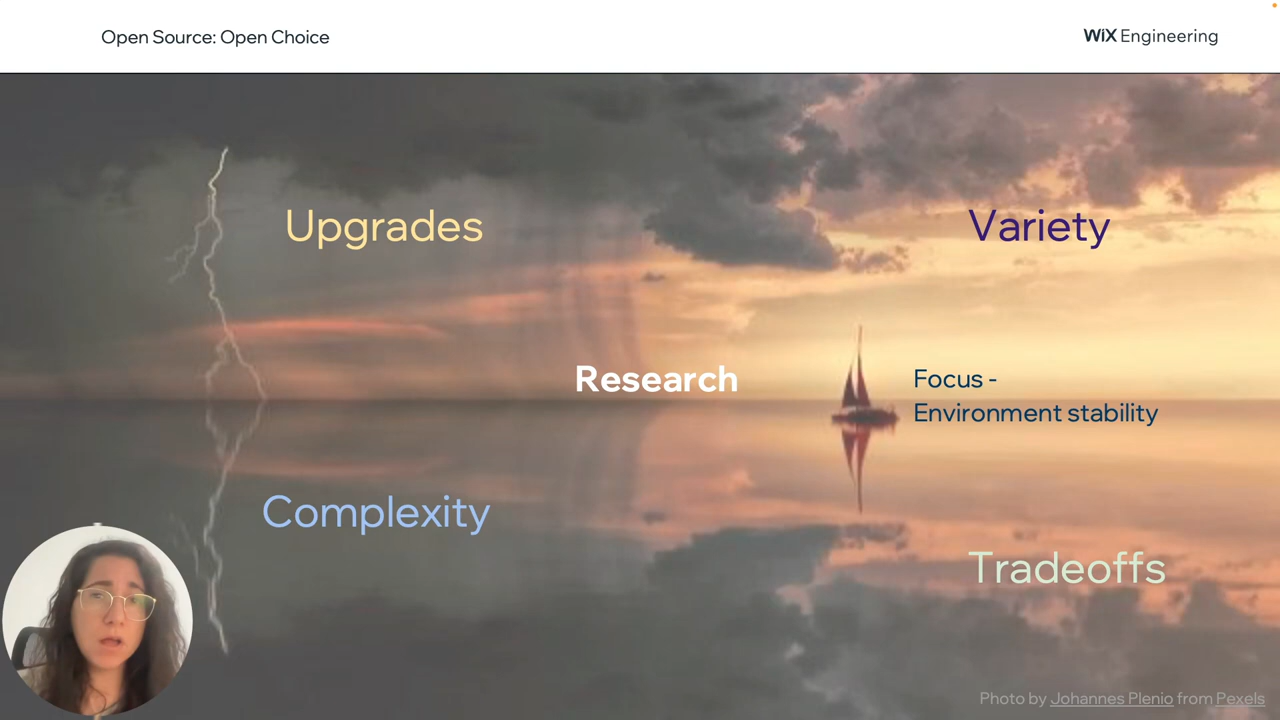 Open Source: Open Choice
WiX Engineering
Upgrades
Variety
Research
Focus -
Environment stability
Complexity
Tradeoffs
Photo by Johannes Plenio from Pexels